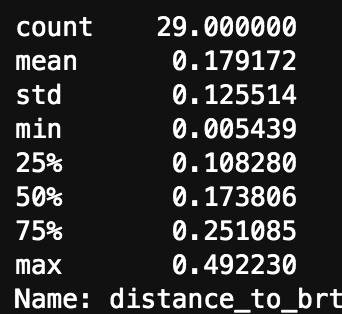 count 29.000000
mean 0.179172
std 0.125514
min 0.005439
25% 0.108280
50% 0.173806
75% 0.251085
max 0.492230
Name: distance_to_brt